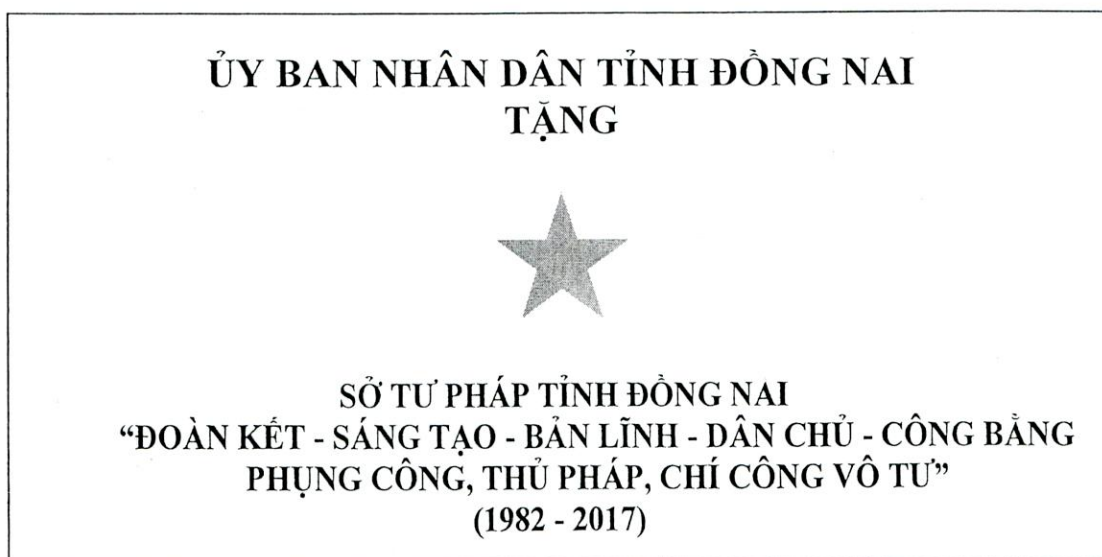 ỦY BAN NHÂN DÂN TỈNH ĐỒNG NAI
TẶNG
SỞ TƯ PHÁP TỈNH ĐỒNG NAI
“ĐOÀN KẾT - SÁNG TẠO - BẢN LĨNH - DÂN CHỦ - CÔNG BẰNG
PHỤNG CÔNG, THỦ PHÁP, CHÍ CÔNG VÔ TƯ”
(1982 - 2017)